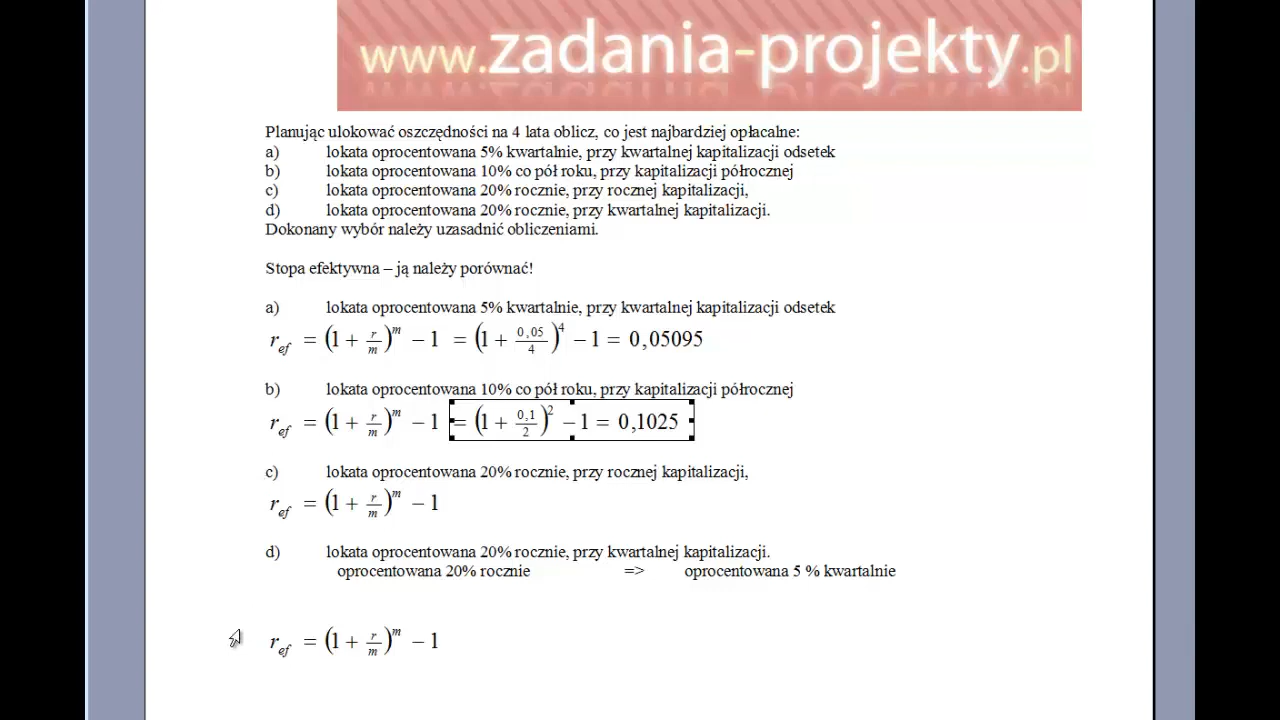 www.zadania-projekty.pl
Planując ulokować oszczędności na 4 lata oblicz, co jest najbardziej opłacalne:
a) lokata oprocentowana 5% kwartalnie, przy kwartalnej kapitalizacji odsetek
b) lokata oprocentowana 10% co pół roku, przy kapitalizacji półrocznej
c) lokata oprocentowana 20% rocznie, przy rocznej kapitalizacji,
d) lokata oprocentowana 20% rocznie, przy kwartalnej kapitalizacji.
Dokonany wybór należy uzasadnić obliczeniami.
Stopa efektywna – ją należy porównać!
a) lokata oprocentowana 5% kwartalnie, przy kwartalnej kapitalizacji odsetek
r_ef = (1 + r/m)^m − 1 = (1 + 0,05/4)^4 − 1 = 0,05095
b) lokata oprocentowana 10% co pół roku, przy kapitalizacji półrocznej
r_ef = (1 + r/m)^m − 1 = (1 + 0,1/2)^2 − 1 = 0,1025
c) lokata oprocentowana 20% rocznie, przy rocznej kapitalizacji,
r_ef = (1 + r/m)^m − 1
d) lokata oprocentowana 20% rocznie, przy kwartalnej kapitalizacji.
oprocentowana 20% rocznie => oprocentowana 5 % kwartalnie
r_ef = (1 + r/m)^m − 1